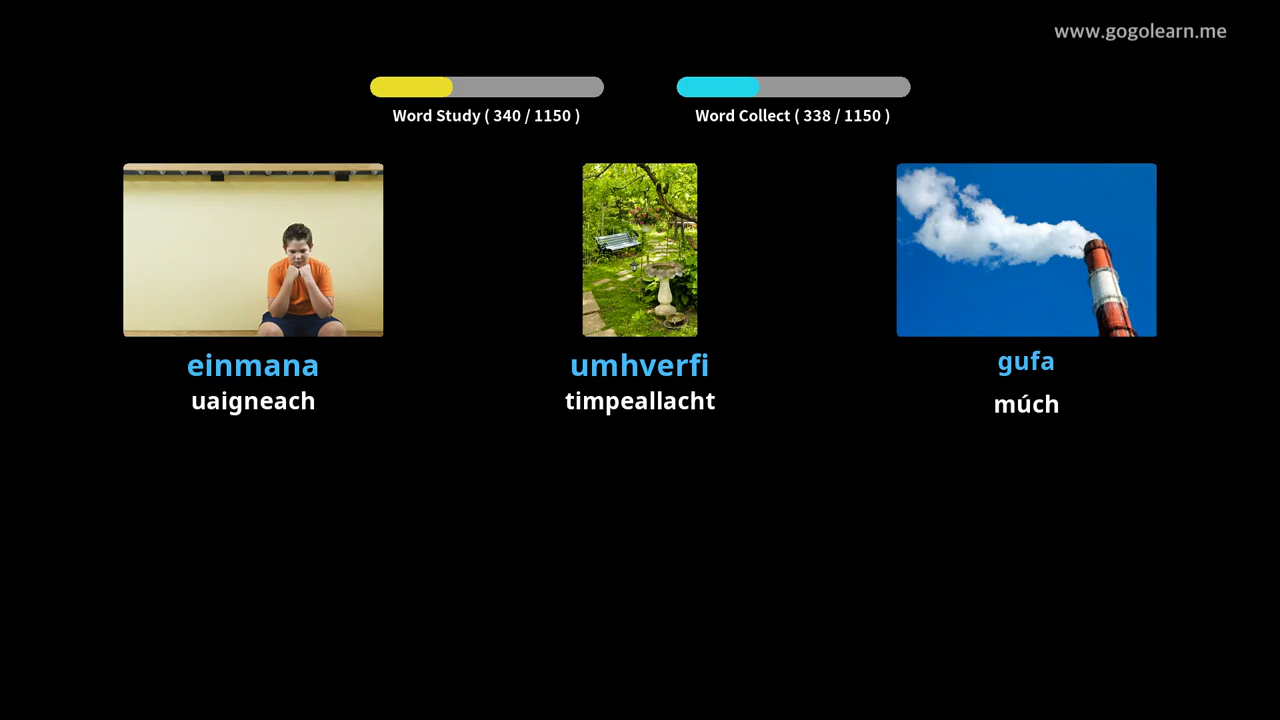 www.gogolearn.me
Word Study ( 340 / 1150 )
Word Collect ( 338 / 1150 )
einmana
uaigneach
umhverfi
timpeallacht
gufa
múch